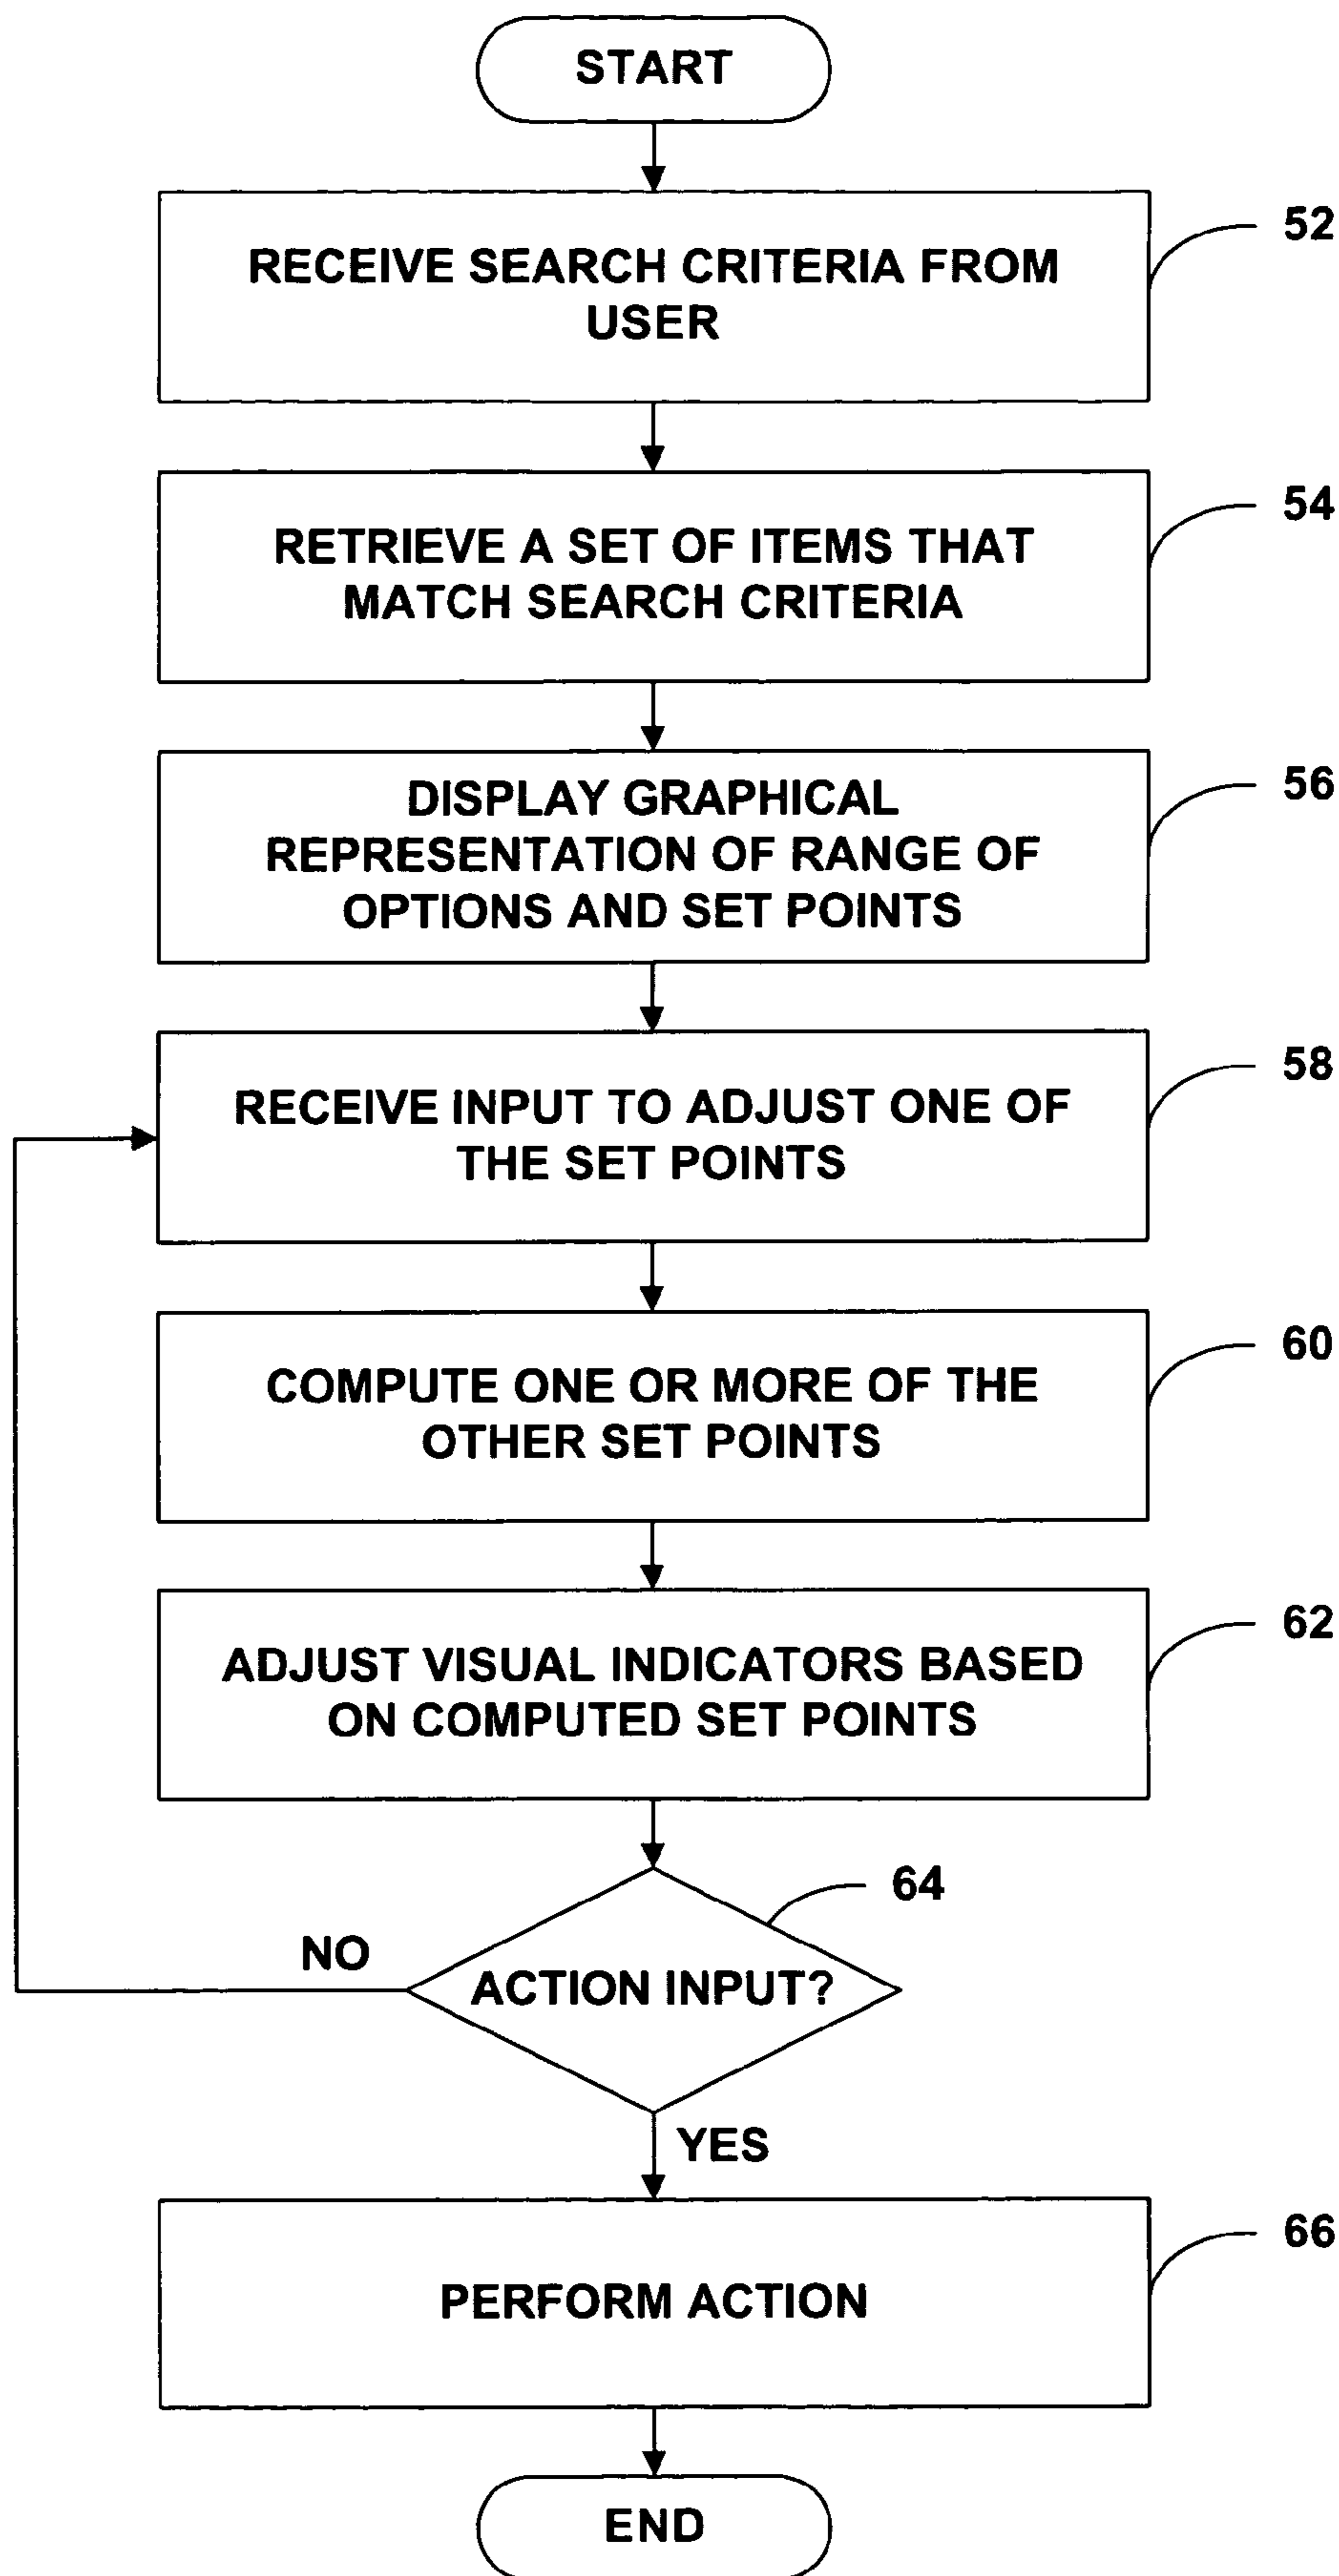 START
RECEIVE SEARCH CRITERIA FROM
USER
52
RETRIEVE A SET OF ITEMS THAT
MATCH SEARCH CRITERIA
54
DISPLAY GRAPHICAL
REPRESENTATION OF RANGE OF
OPTIONS AND SET POINTS
56
RECEIVE INPUT TO ADJUST ONE OF
THE SET POINTS
58
COMPUTE ONE OR MORE OF THE
OTHER SET POINTS
60
ADJUST VISUAL INDICATORS BASED
ON COMPUTED SET POINTS
62
64
NO
ACTION INPUT?
YES
PERFORM ACTION
66
END